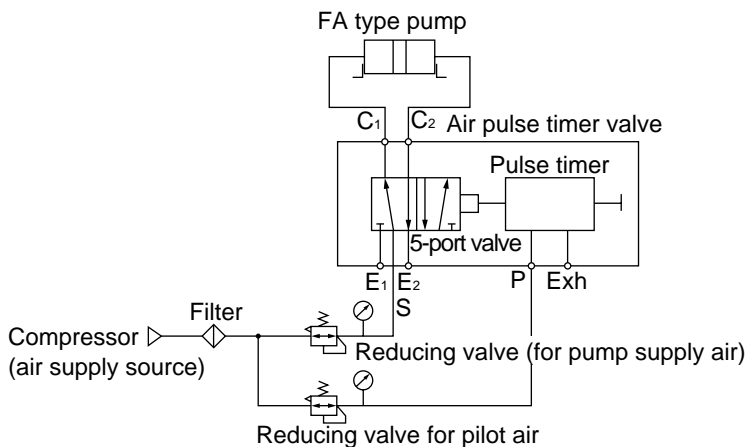 FA type pump
C1
C2
Air pulse timer valve
Pulse timer
5-port valve
E1
E2
P
Exh
S
Filter
Compressor
(air supply source)
Reducing valve (for pump supply air)
Reducing valve for pilot air